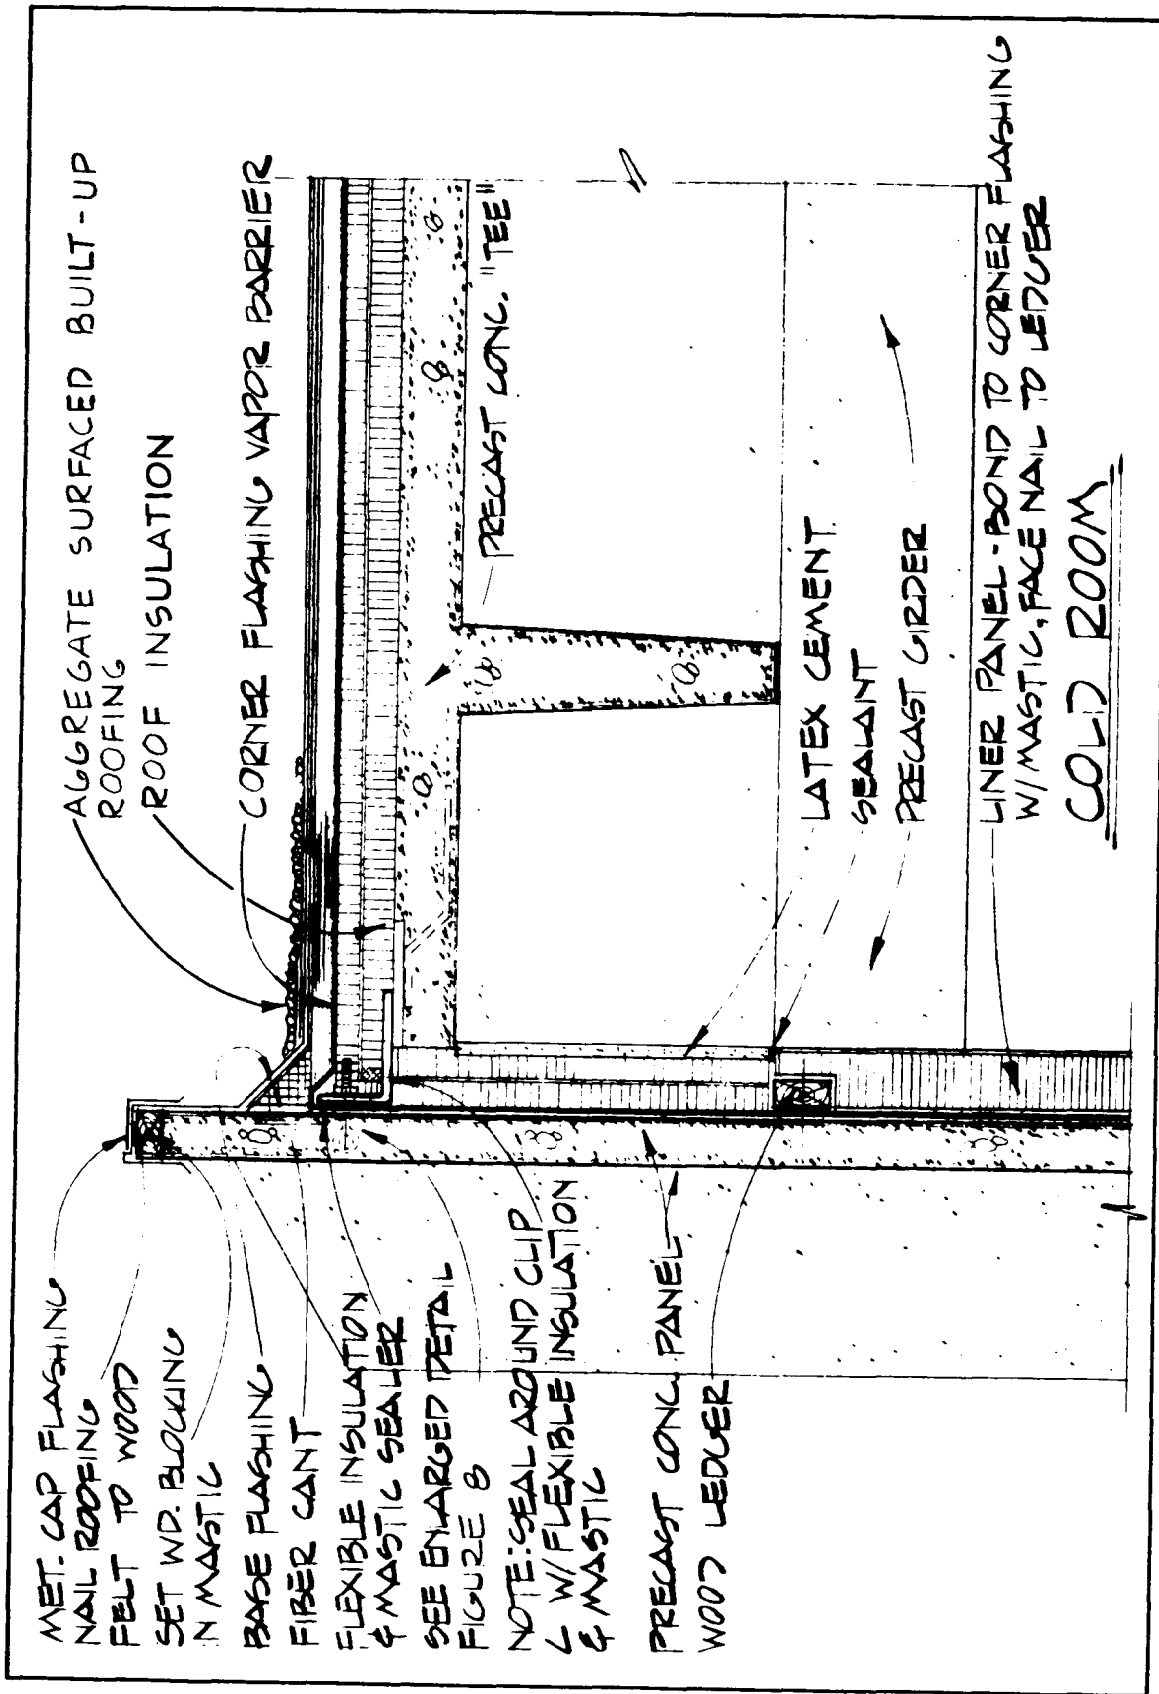 MET. CAP FLASHING
NAIL ROOFING
FELT TO WOOD
SET WD. BLOCKING
IN MASTIC
BASE FLASHING
FIBER CANT
FLEXIBLE INSULATION
& MASTIC SEALER
SEE ENLARGED DETAIL
FIGURE 8
NOTE: SEAL AROUND CLIP
L W/ FLEXIBLE INSULATION
& MASTIC
PRECAST CONC. PANEL
WOOD LEDGER
AGGREGATE SURFACED BUILT-UP
ROOFING
ROOF INSULATION
CORNER FLASHING VAPOR BARRIER
PRECAST CONC. "TEE"
LATEX CEMENT
SEALANT
PRECAST GIRDER
LINER PANEL - BOND TO CORNER FLASHING
W/ MASTIC, FACE NAIL TO LEDGER
COLD ROOM